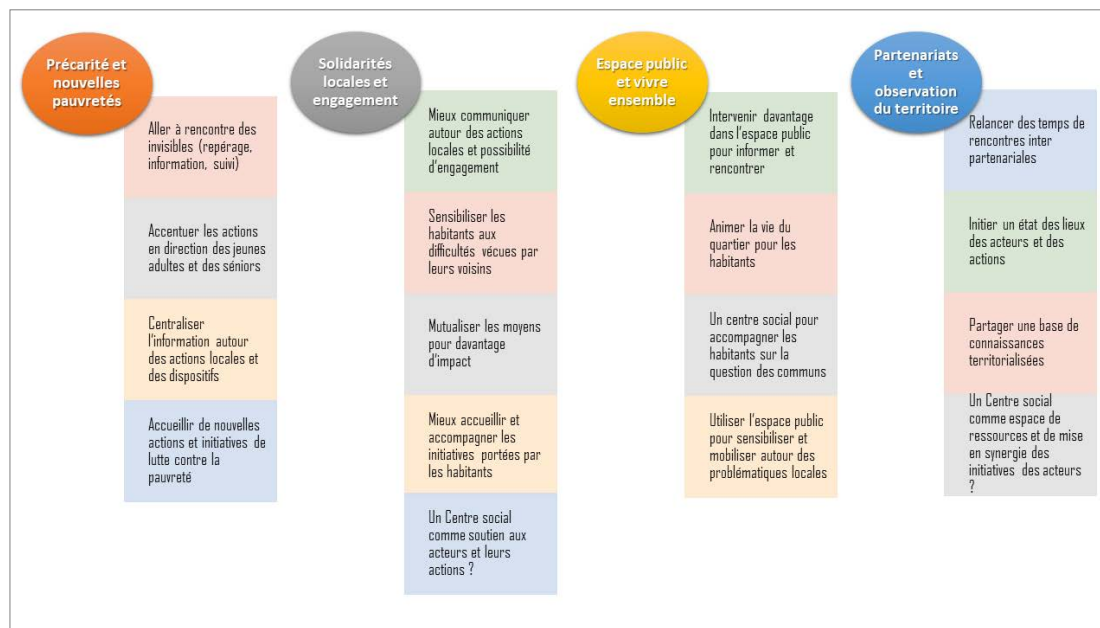 Précarité et
nouvelles
pauvretés
Aller à rencontre des
invisibles (repérage,
information, suivi)
Accentuer les actions
en direction des jeunes
adultes et des séniors
Centraliser
l'information autour
des actions locales et
des dispositifs
Accueillir de nouvelles
actions et initiatives de
lutte contre la
pauvreté
Solidarités
locales et
engagement
Mieux communiquer
autour des actions
locales et possibilité
d'engagement
Sensibiliser les
habitants aux
difficultés vécues par
leurs voisins
Mutualiser les moyens
pour davantage
d'impact
Mieux accueillir et
accompagner les
initiatives portées par
les habitants
Un Centre social
comme soutien aux
acteurs et leurs
actions ?
Espace public
et vivre
ensemble
Intervenir davantage
dans l'espace public
pour informer et
rencontrer
Animer la vie du
quartier pour les
habitants
Un centre social pour
accompagner les
habitants sur la
question des communs
Utiliser l'espace public
pour sensibiliser et
mobiliser autour des
problématiques locales
Partenariats
et
observation
du territoire
Relancer des temps de
rencontres inter
partenariales
Initier un état des lieux
des acteurs et des
actions
Partager une base de
connaissances
territorialisées
Un Centre social
comme espace de
ressources et de mise
en synergie des
initiatives des acteurs
?